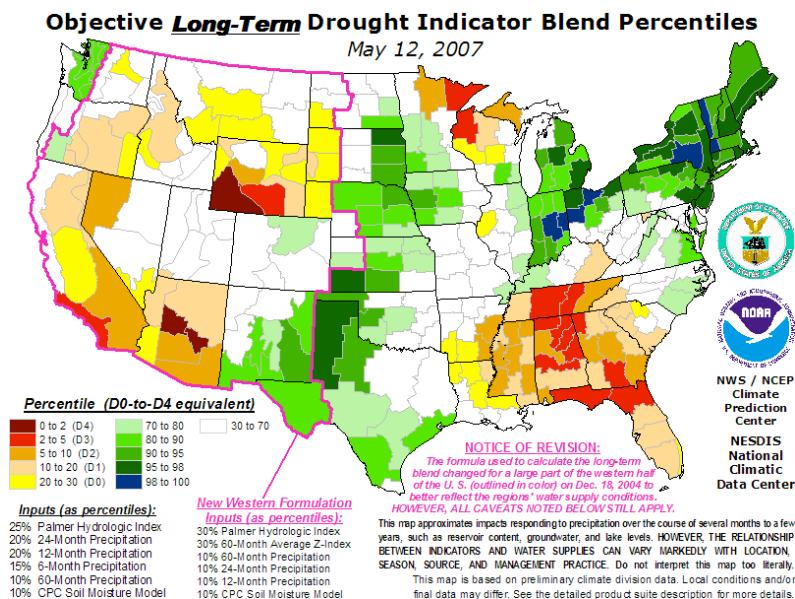 Objective Long-Term Drought Indicator Blend Percentiles
May 12, 2007
DEPARTMENT OF COMMERCE
UNITED STATES OF AMERICA
NOAA
NWS / NCEP
Climate
Prediction
Center
NESDIS
National
Climatic
Data Center
Percentile (D0-to-D4 equivalent)
0 to 2 (D4) 70 to 80 30 to 70
2 to 5 (D3) 80 to 90
5 to 10 (D2) 90 to 95
10 to 20 (D1) 95 to 98
20 to 30 (D0) 98 to 100
NOTICE OF REVISION:
The formula used to calculate the long-term
blend changed for a large part of the western half
of the U. S. (outlined in color) on Dec. 18, 2004 to
better reflect the regions' water supply conditions.
HOWEVER, ALL CAVEATS NOTED BELOW STILL APPLY.
Inputs (as percentiles):
25% Palmer Hydrologic Index
20% 24-Month Precipitation
20% 12-Month Precipitation
15% 6-Month Precipitation
10% 60-Month Precipitation
10% CPC Soil Moisture Model
New Western Formulation
Inputs (as percentiles):
30% Palmer Hydrologic Index
30% 60-Month Average Z-Index
10% 60-Month Precipitation
10% 24-Month Precipitation
10% 12-Month Precipitation
10% CPC Soil Moisture Model
This map approximates impacts responding to precipitation over the course of several months to a few
years, such as reservoir content, groundwater, and lake levels. HOWEVER, THE RELATIONSHIP
BETWEEN INDICATORS AND WATER SUPPLIES CAN VARY MARKEDLY WITH LOCATION,
SEASON, SOURCE, AND MANAGEMENT PRACTICE. Do not interpret this map too literally.
This map is based on preliminary climate division data. Local conditions and/or
final data may differ. See the detailed product suite description for more details.